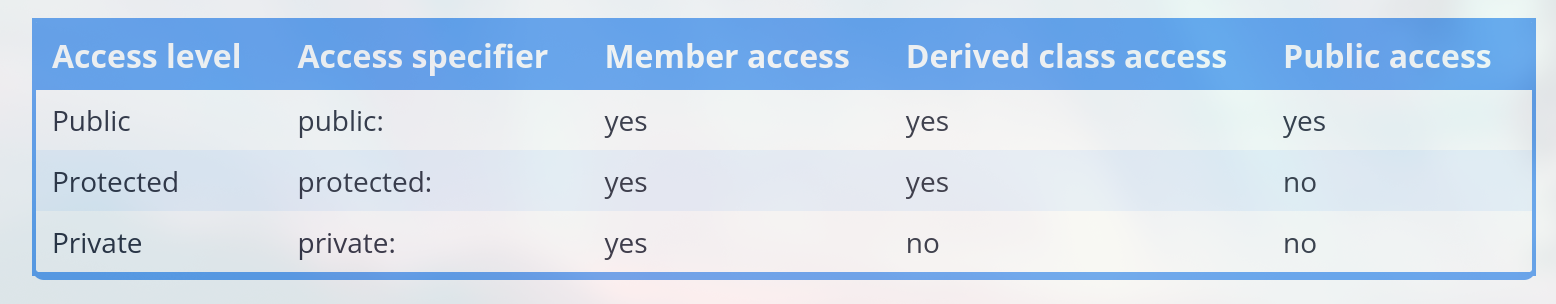 Access level Access specifier Member access Derived class access Public access
Public public: yes yes yes
Protected protected: yes yes no
Private private: yes no no